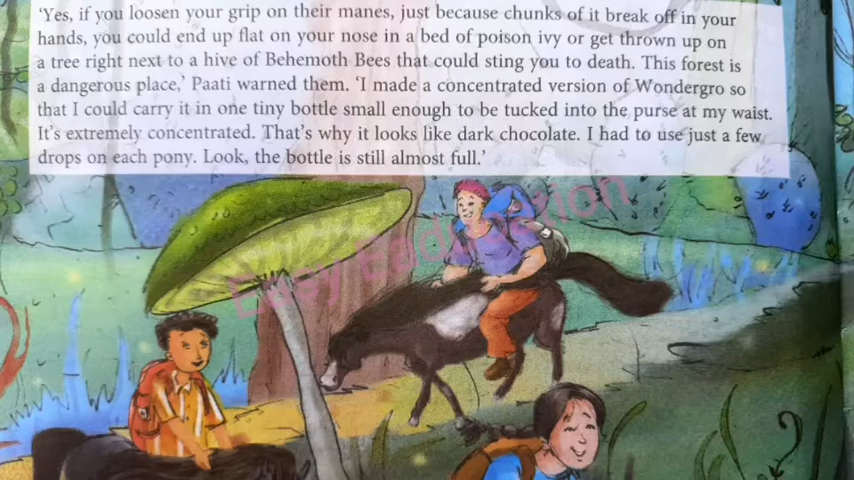 ‘Yes, if you loosen your grip on their manes, just because chunks of it break off in your
hands, you could end up flat on your nose in a bed of poison ivy or get thrown up on
a tree right next to a hive of Behemoth Bees that could sting you to death. This forest is
a dangerous place,’ Paati warned them. ‘I made a concentrated version of Wondergro so
that I could carry it in one tiny bottle small enough to be tucked into the purse at my waist.
It’s extremely concentrated. That’s why it looks like dark chocolate. I had to use just a few
drops on each pony. Look, the bottle is still almost full.’